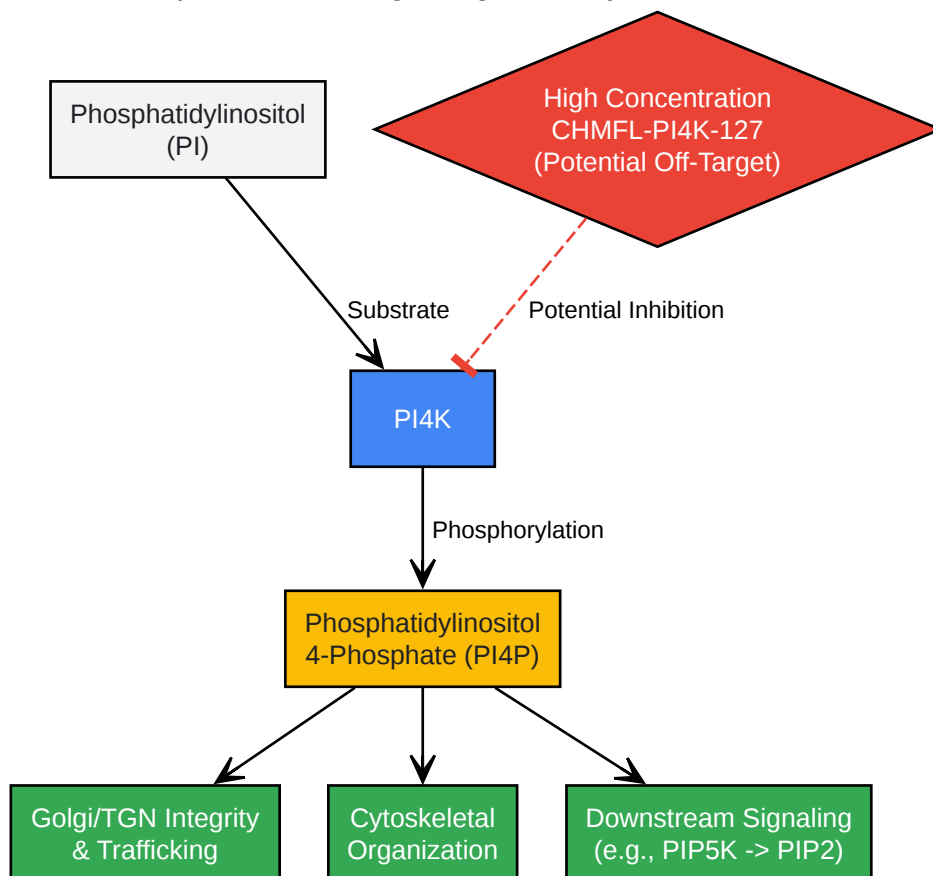 Phosphatidylinositol
(PI)
High Concentration
CHMFL-PI4K-127
(Potential Off-Target)
Substrate
Potential Inhibition
PI4K
Phosphorylation
Phosphatidylinositol
4-Phosphate (PI4P)
Golgi/TGN Integrity
& Trafficking
Cytoskeletal
Organization
Downstream Signaling
(e.g., PIP5K -> PIP2)